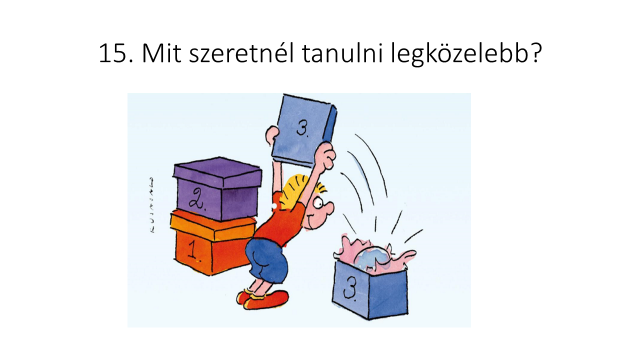 15. Mit szeretnél tanulni legközelebb?
3.
2.
1.
3.